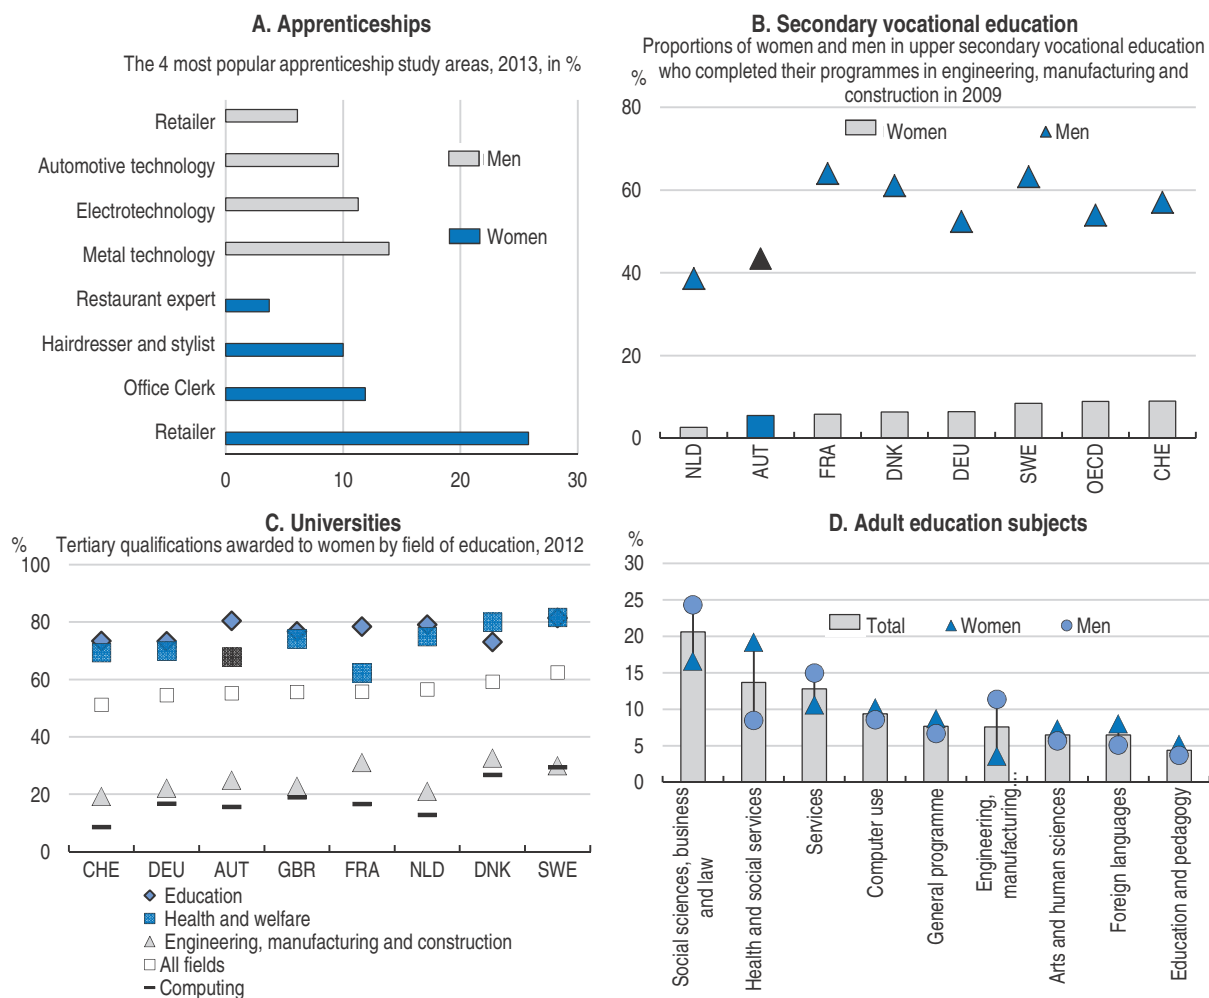 A. Apprenticeships
The 4 most popular apprenticeship study areas, 2013, in %
Retailer
Automotive technology
Electrotechnology
Metal technology
Restaurant expert
Hairdresser and stylist
Office Clerk
Retailer
Men
Women
0
10
20
30
B. Secondary vocational education
Proportions of women and men in upper secondary vocational education
who completed their programmes in engineering, manufacturing and
construction in 2009
%
80
60
40
20
0
Women
Men
NLD
AUT
FRA
DNK
DEU
SWE
OECD
CHE
C. Universities
Tertiary qualifications awarded to women by field of education, 2012
%
100
80
60
40
20
0
CHE
DEU
AUT
GBR
FRA
NLD
DNK
SWE
Education
Health and welfare
Engineering, manufacturing and construction
All fields
Computing
D. Adult education subjects
%
30
25
20
15
10
5
0
Total
Women
Men
Social sciences, business
and law
Health and social services
Services
Computer use
General programme
Engineering,
manufacturing...
Arts and human sciences
Foreign languages
Education and pedagogy